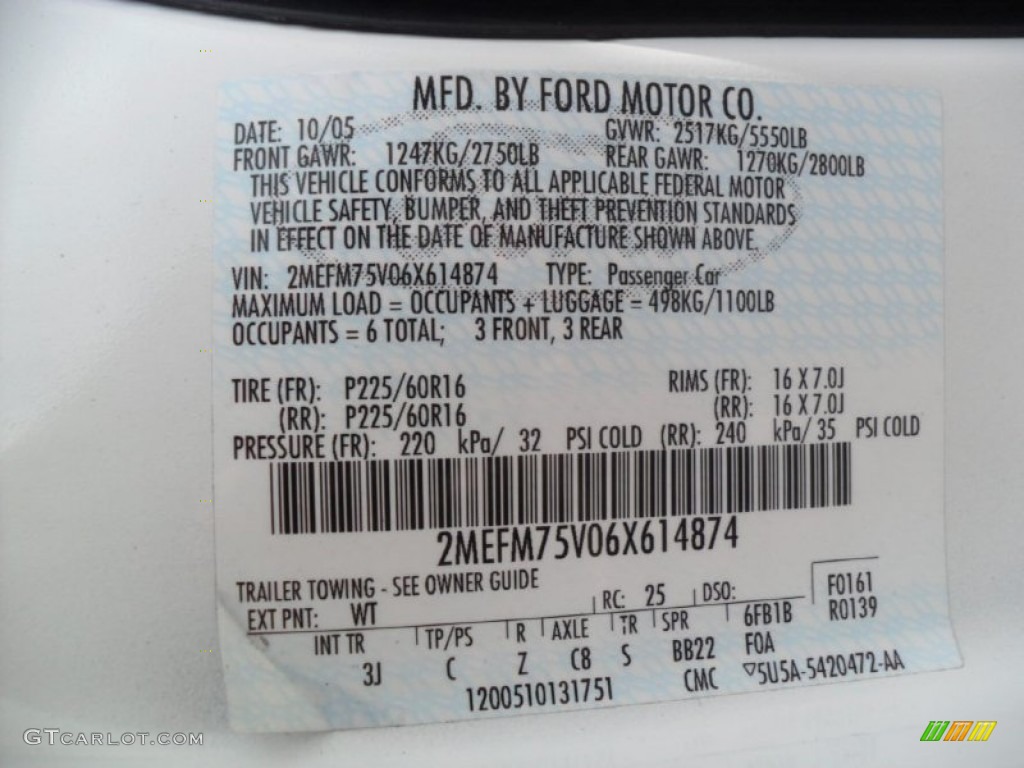 MFD. BY FORD MOTOR CO.
DATE: 10/05 GVWR: 2517KG/5550LB
FRONT GAWR: 1247KG/2750LB REAR GAWR: 1270KG/2800LB
THIS VEHICLE CONFORMS TO ALL APPLICABLE FEDERAL MOTOR
VEHICLE SAFETY, BUMPER, AND THEFT PREVENTION STANDARDS
IN EFFECT ON THE DATE OF MANUFACTURE SHOWN ABOVE.
VIN: 2MEFM75V06X614874 TYPE: Passenger Car
MAXIMUM LOAD = OCCUPANTS + LUGGAGE = 498KG/1100LB
OCCUPANTS = 6 TOTAL; 3 FRONT, 3 REAR
TIRE (FR): P225/60R16 RIMS (FR): 16 X 7.0J
(RR): P225/60R16 (RR): 16 X 7.0J
PRESSURE (FR): 220 kPa/ 32 PSI COLD (RR): 240 kPa/ 35 PSI COLD
2MEFM75V06X614874
TRAILER TOWING - SEE OWNER GUIDE
EXT PNT: WT RC: 25 DSO: F0161
INT TR TP/PS R AXLE TR SPR 6FB1B R0139
3J C Z C8 S BB22 FOA
1200510131751 CMC ▽5U5A-5420472-AA
GTCARLOT.COM